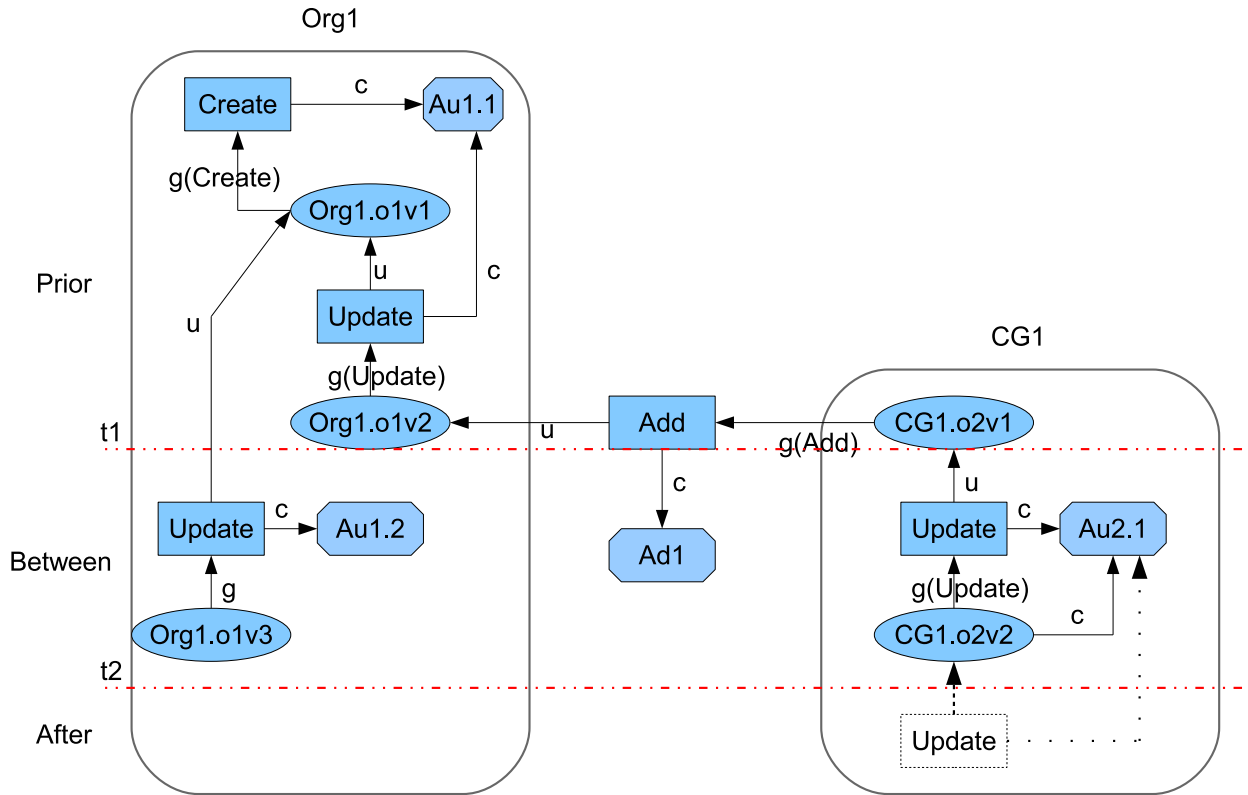 Org1
Create
c
Au1.1
g(Create)
Org1.o1v1
u
c
Prior
u
Update
CG1
g(Update)
Org1.o1v2
u
Add
g(Add)
CG1.o2v1
t1
c
u
Update
c
Au1.2
Update
c
Au2.1
Ad1
Between
g
g(Update)
Org1.o1v3
CG1.o2v2
c
t2
After
Update